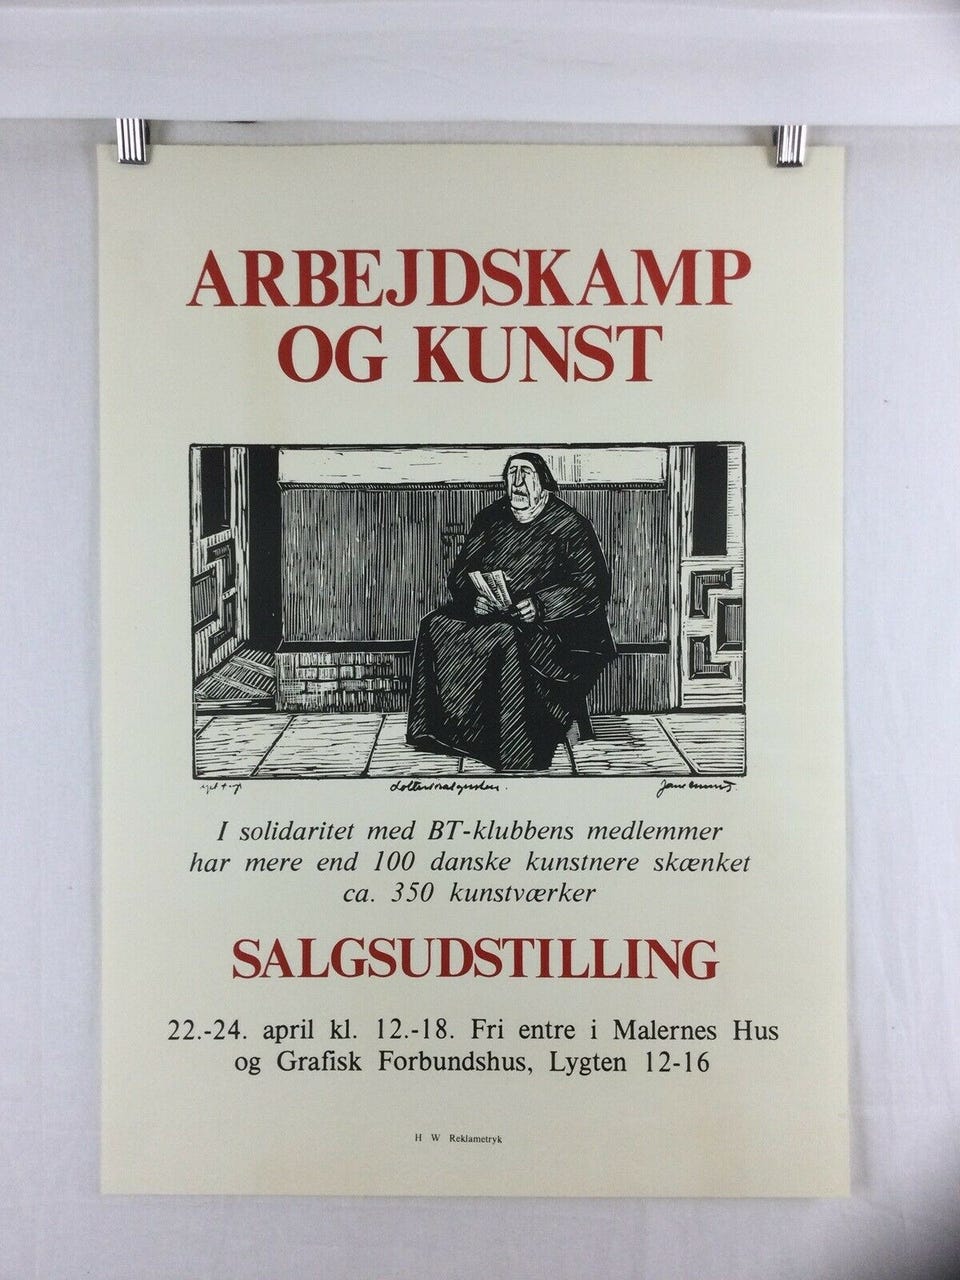 ARBEJDSKAMP
OG KUNST
I solidaritet med BT-klubbens medlemmer
har mere end 100 danske kunstnere skænket
ca. 350 kunstværker
SALGSUDSTILLING
22.-24. april kl. 12.-18. Fri entre i Malernes Hus
og Grafisk Forbundshus, Lygten 12-16
H W Reklametryk